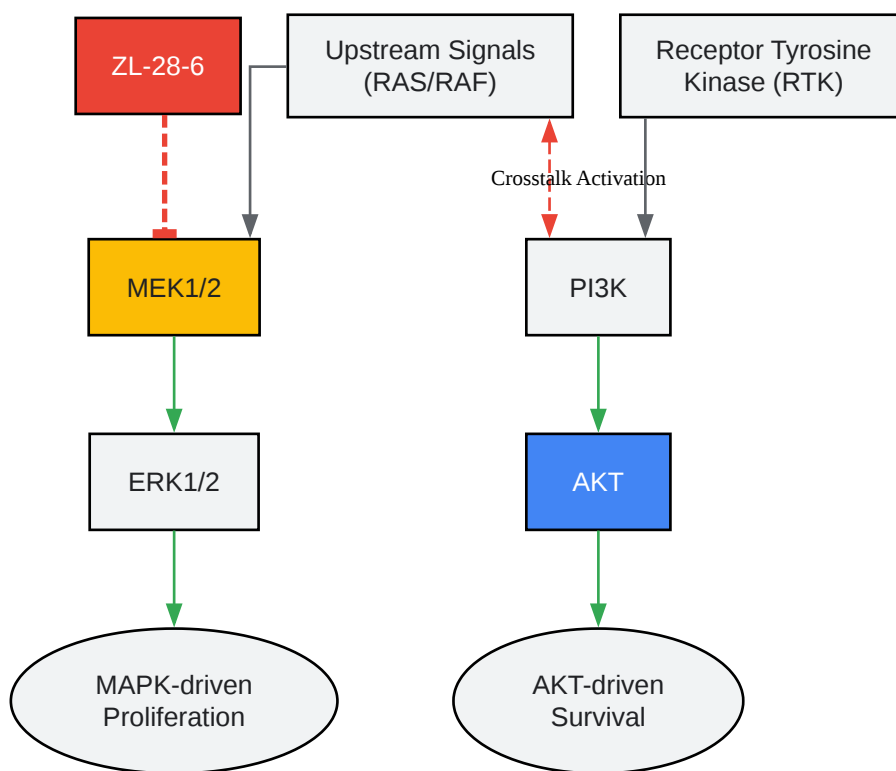 ZL-28-6
Upstream Signals
(RAS/RAF)
Receptor Tyrosine
Kinase (RTK)
Crosstalk Activation
MEK1/2
PI3K
ERK1/2
AKT
MAPK-driven
Proliferation
AKT-driven
Survival